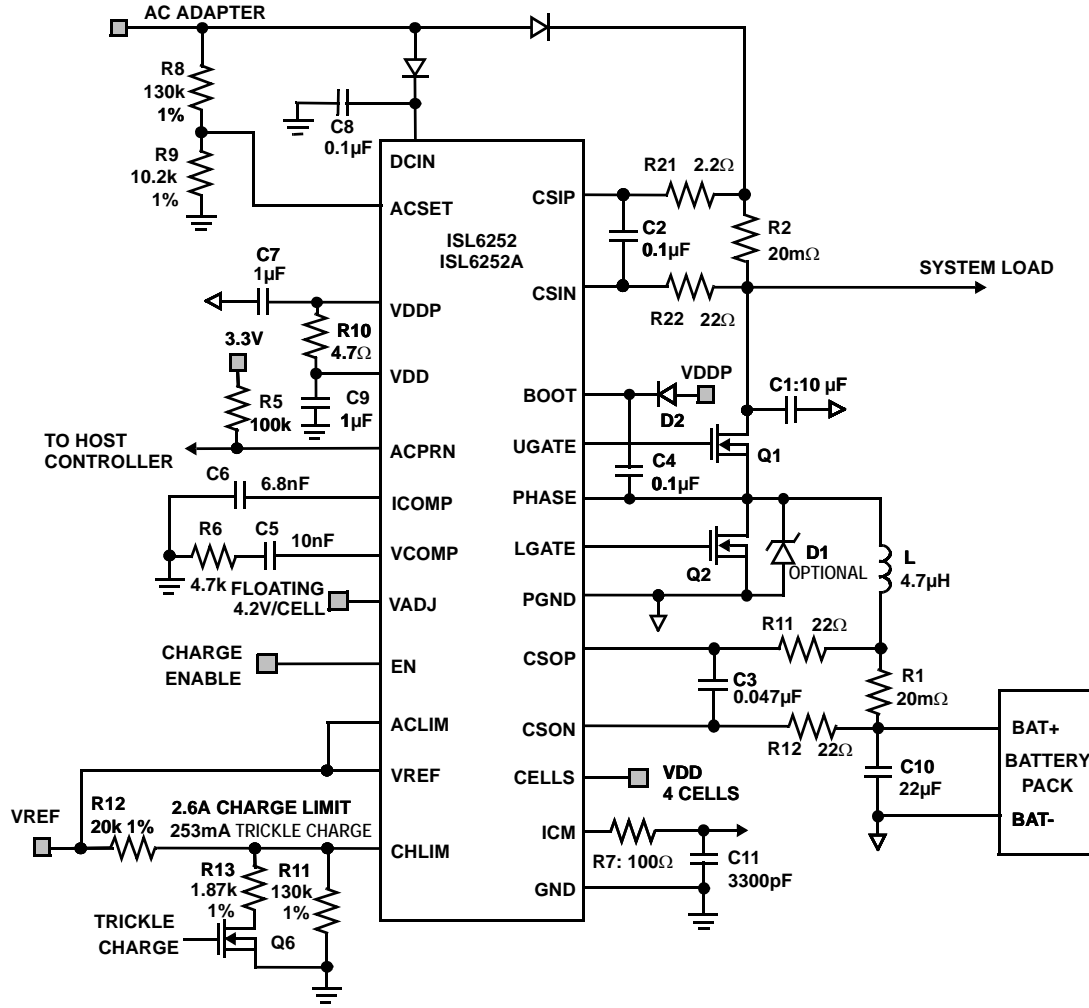 AC ADAPTER
R8
130k
1%
C8
0.1µF
R9
10.2k
1%
DCIN
ACSET
ISL6252
ISL6252A
CSIP
R21 2.2Ω
C2
0.1µF
R2
20mΩ
CSIN
R22 22Ω
SYSTEM LOAD
C7
1µF
VDDP
R10
4.7Ω
3.3V
VDD
C9
1µF
R5
100k
BOOT
VDDP
D2
C1:10 µF
TO HOST
CONTROLLER
ACPRN
UGATE
Q1
C4
0.1µF
C6
6.8nF
ICOMP
PHASE
R6
4.7k
C5
10nF
VCOMP
LGATE
Q2
D1
OPTIONAL
L
4.7µH
FLOATING
4.2V/CELL
VADJ
PGND
R11 22Ω
CHARGE
ENABLE
EN
CSOP
C3
0.047µF
R1
20mΩ
ACLIM
CSON
R12 22Ω
BAT+
BATTERY
PACK
BAT-
VREF
CELLS
VDD
4 CELLS
C10
22µF
VREF
R12
20k 1%
2.6A CHARGE LIMIT
253mA TRICKLE CHARGE
CHLIM
ICM
R7: 100Ω
C11
3300pF
R13
1.87k
1%
R11
130k
1%
GND
TRICKLE
CHARGE
Q6